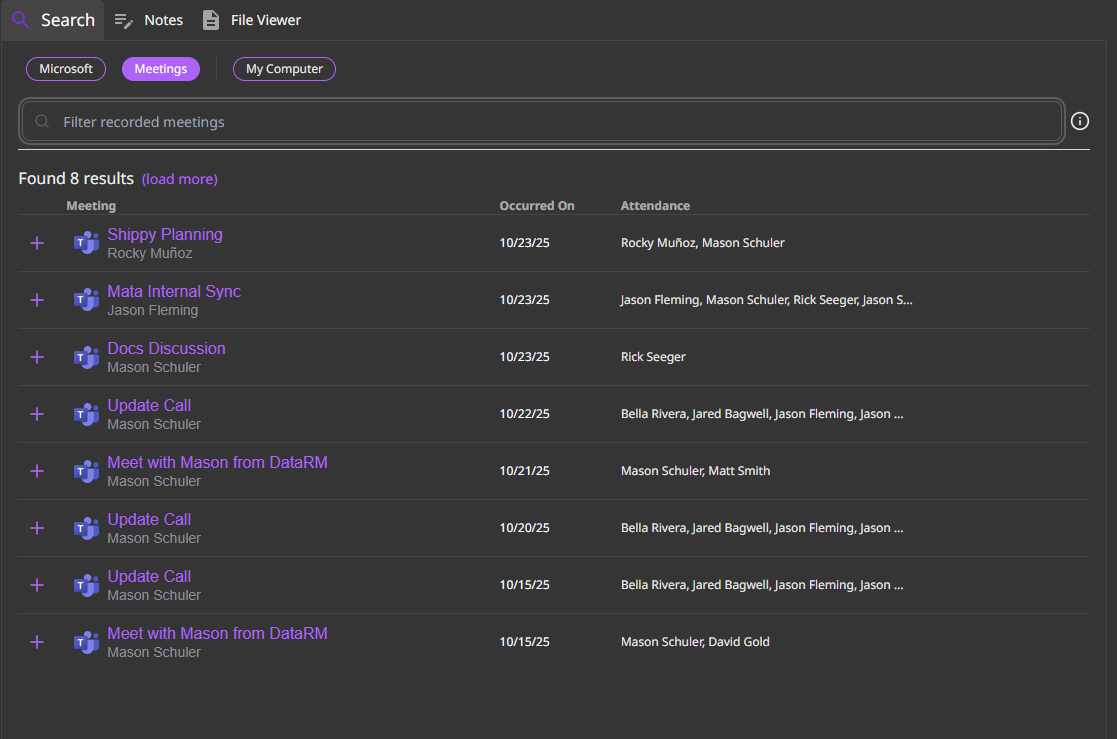 Search Notes File Viewer
Microsoft Meetings My Computer
Filter recorded meetings
Found 8 results (load more)
Meeting Occurred On Attendance
Shippy Planning
Rocky Muñoz
10/23/25 Rocky Muñoz, Mason Schuler
Mata Internal Sync
Jason Fleming
10/23/25 Jason Fleming, Mason Schuler, Rick Seeger, Jason S...
Docs Discussion
Mason Schuler
10/23/25 Rick Seeger
Update Call
Mason Schuler
10/22/25 Bella Rivera, Jared Bagwell, Jason Fleming, Jason ...
Meet with Mason from DataRM
Mason Schuler
10/21/25 Mason Schuler, Matt Smith
Update Call
Mason Schuler
10/20/25 Bella Rivera, Jared Bagwell, Jason Fleming, Jason ...
Update Call
Mason Schuler
10/15/25 Bella Rivera, Jared Bagwell, Jason Fleming, Jason ...
Meet with Mason from DataRM
Mason Schuler
10/15/25 Mason Schuler, David Gold